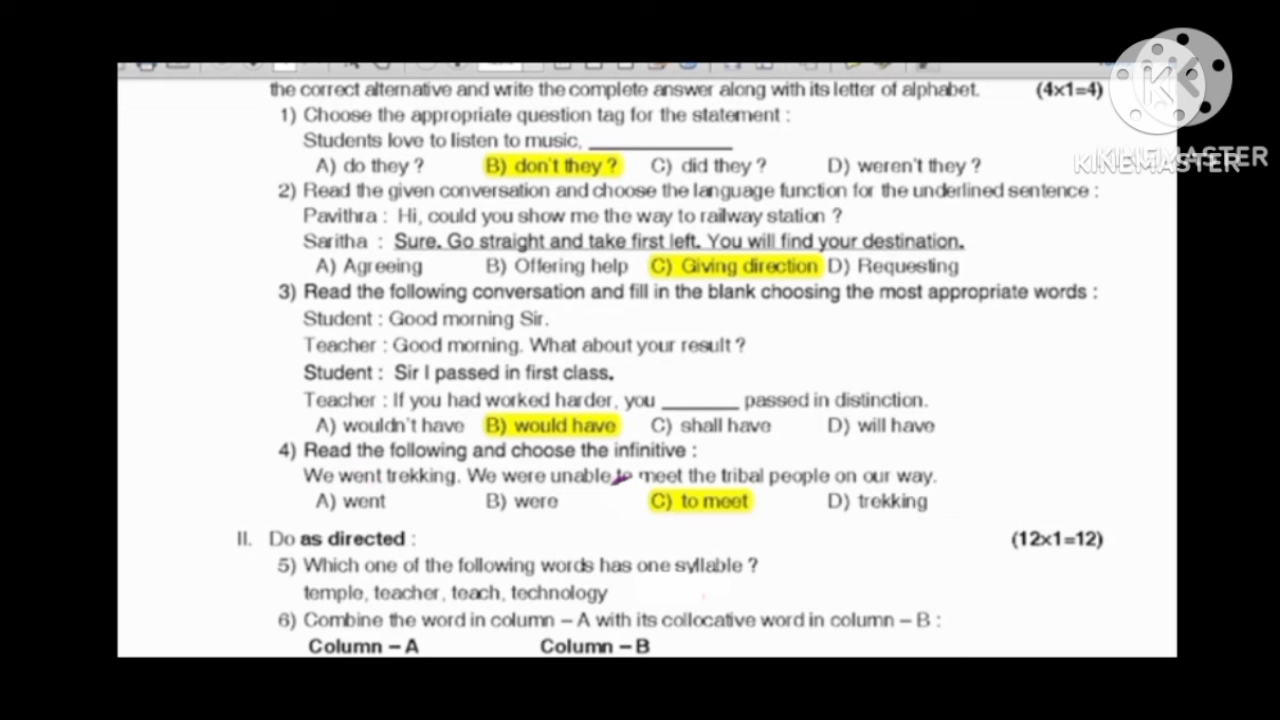 the correct alternative and write the complete answer along with its letter of alphabet. (4×1=4)
1) Choose the appropriate question tag for the statement :
Students love to listen to music, __________
A) do they ? B) don't they ? C) did they ? D) weren't they ?
KINEMASTER
KINEMASTER
2) Read the given conversation and choose the language function for the underlined sentence :
Pavithra : Hi, could you show me the way to railway station ?
Saritha : Sure. Go straight and take first left. You will find your destination.
A) Agreeing B) Offering help C) Giving direction D) Requesting
3) Read the following conversation and fill in the blank choosing the most appropriate words :
Student : Good morning Sir.
Teacher : Good morning. What about your result ?
Student : Sir I passed in first class.
Teacher : If you had worked harder, you _______ passed in distinction.
A) wouldn't have B) would have C) shall have D) will have
4) Read the following and choose the infinitive :
We went trekking. We were unable to meet the tribal people on our way.
A) went B) were C) to meet D) trekking
II. Do as directed : (12×1=12)
5) Which one of the following words has one syllable ?
temple, teacher, teach, technology
6) Combine the word in column – A with its collocative word in column – B :
Column – A Column – B